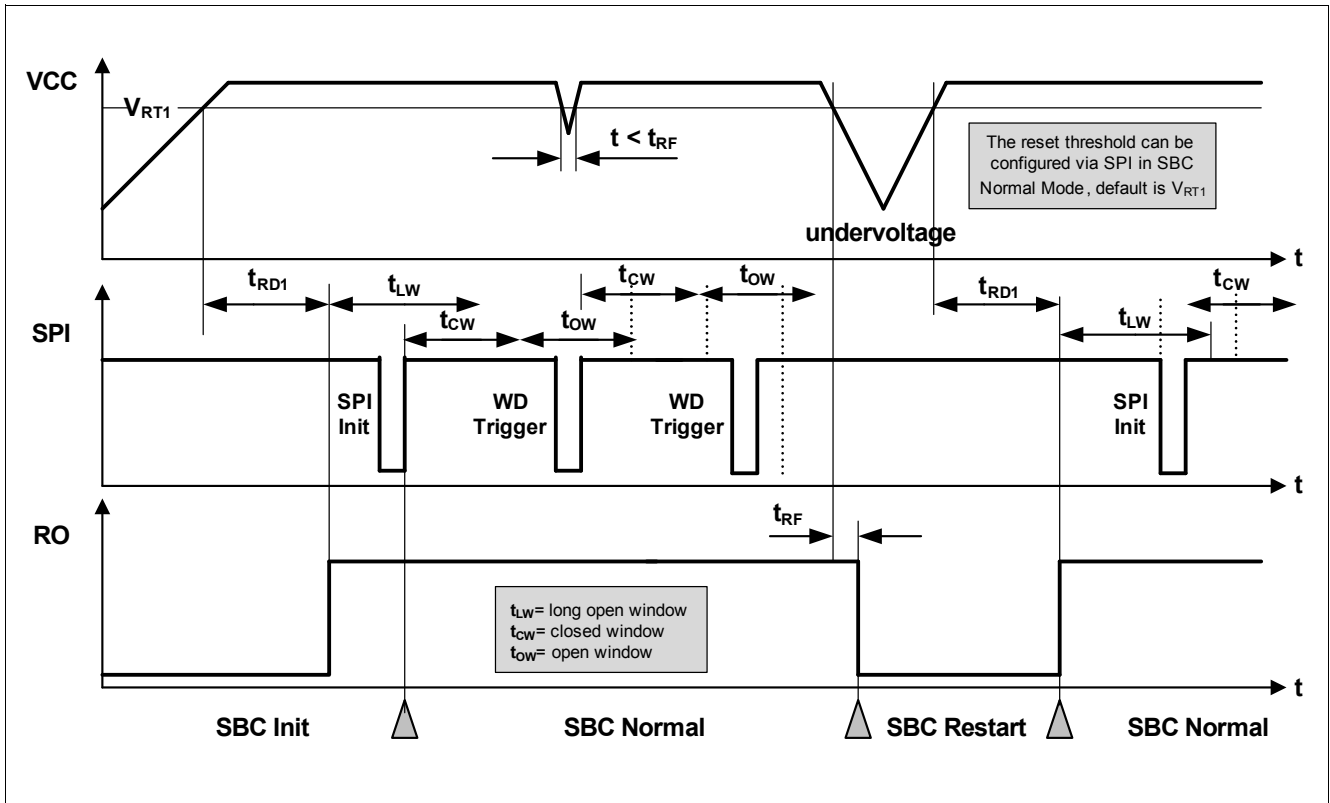 VCC
VRT1
t < tRF
The reset threshold can be
configured via SPI in SBC
Normal Mode, default is VRT1
undervoltage
t
SPI
tRD1
tLW
tCW
tOW
tCW
tOW
tRD1
tLW
tCW
SPI
Init
WD
Trigger
WD
Trigger
SPI
Init
t
RO
tRF
tLW= long open window
tCW= closed window
tOW= open window
t
SBC Init
SBC Normal
SBC Restart
SBC Normal